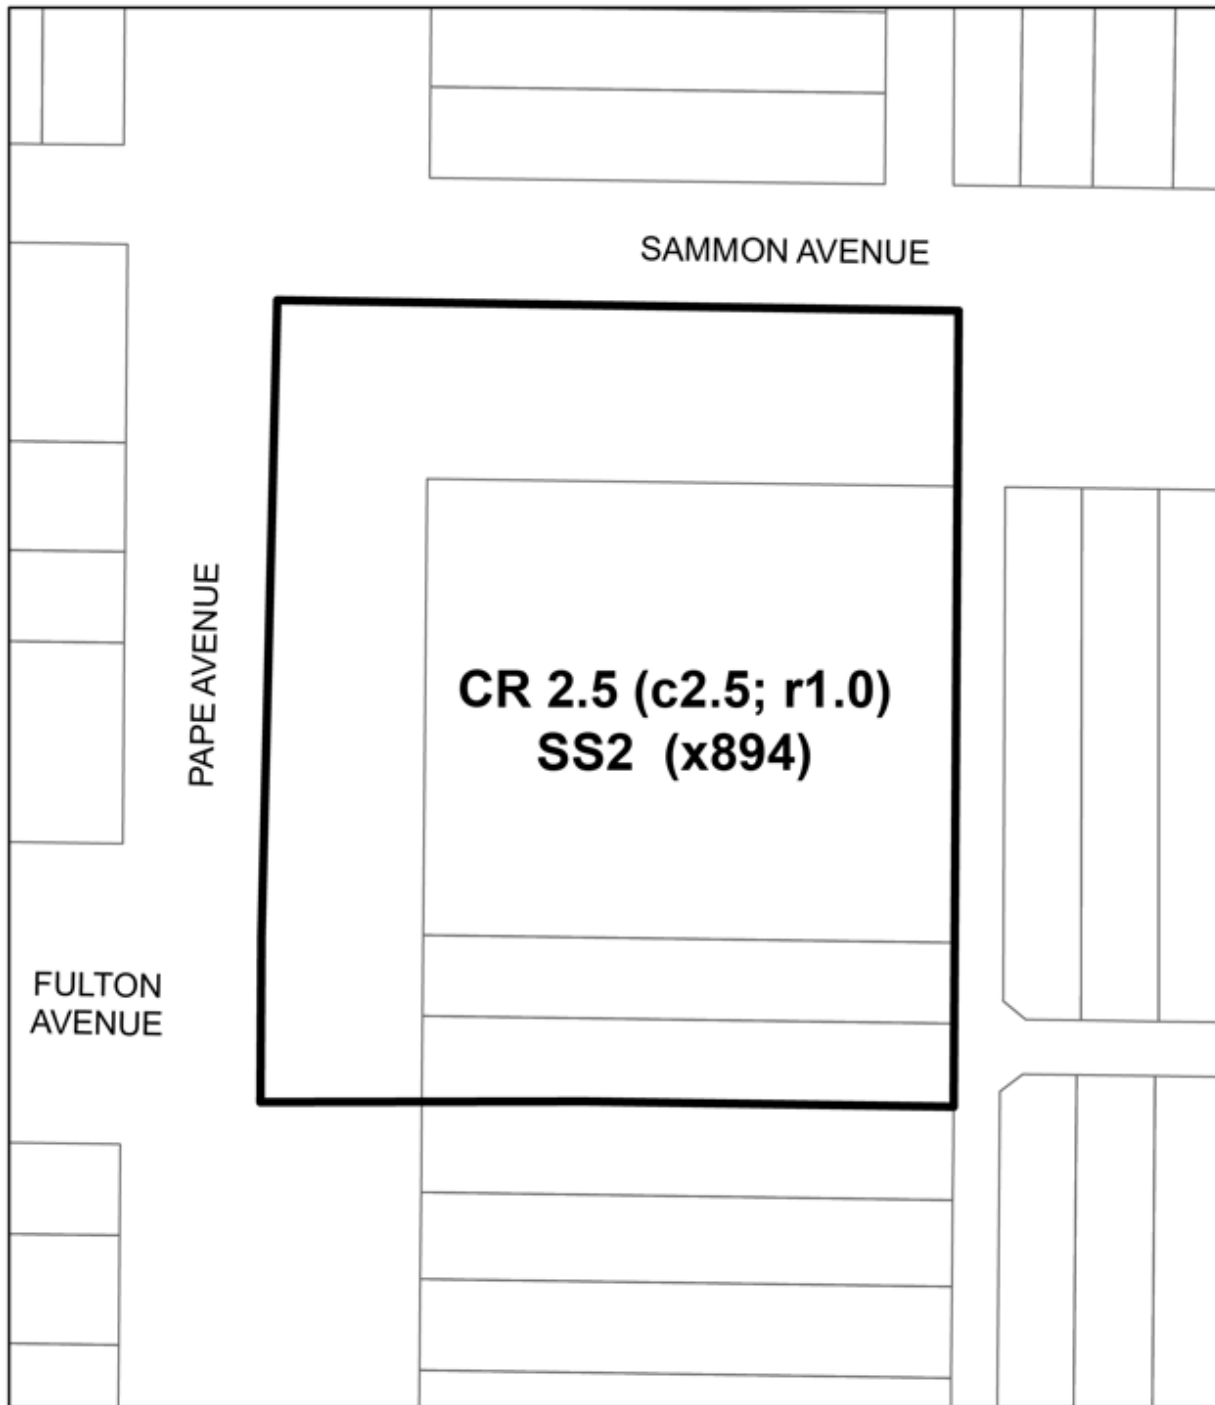 SAMMON AVENUE
PAPE AVENUE
CR 2.5 (c2.5; r1.0)
SS2 (x894)
FULTON
AVENUE